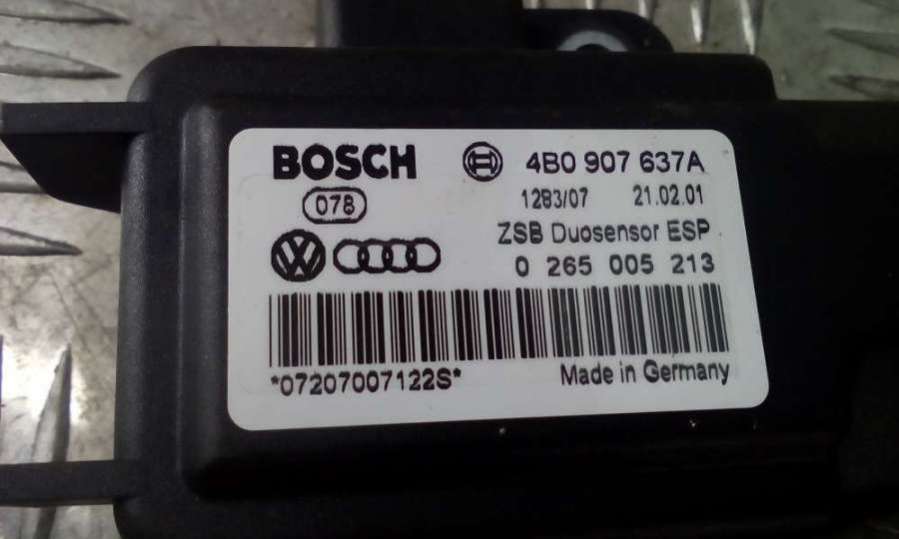 BOSCH 4B0 907 637A
078 1283/07 21.02.01
ZSB Duosensor ESP
VW 0 265 005 213
*07207007122S* Made in Germany